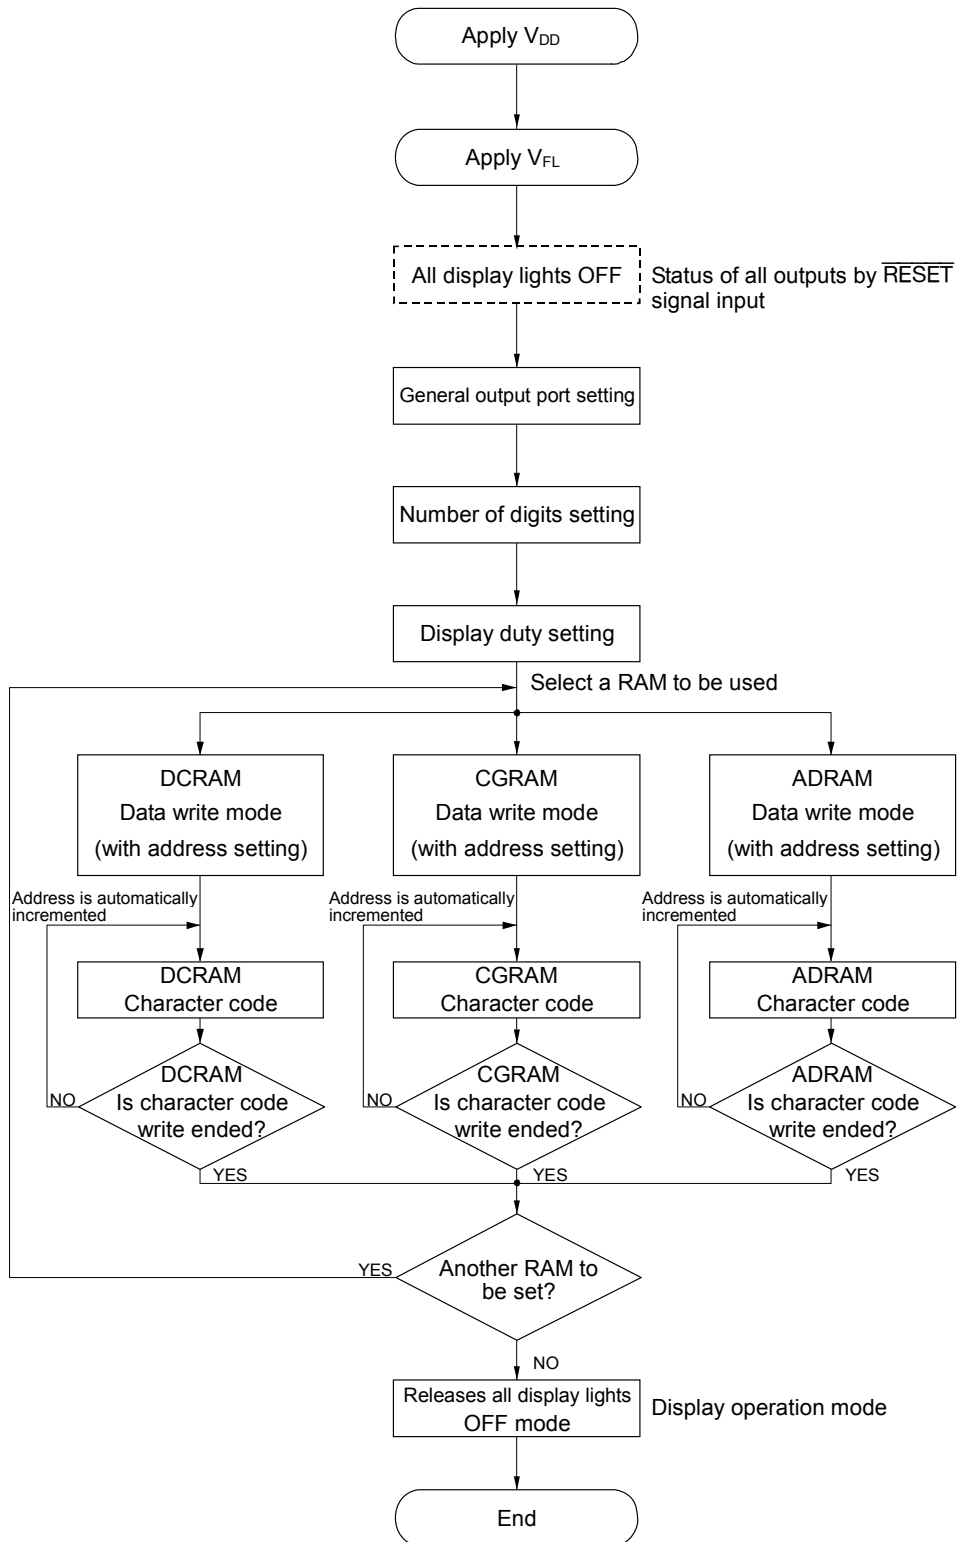 Apply VDD
Apply VFL
All display lights OFF
Status of all outputs by RESET
signal input
General output port setting
Number of digits setting
Display duty setting
Select a RAM to be used
DCRAM
Data write mode
(with address setting)
CGRAM
Data write mode
(with address setting)
ADRAM
Data write mode
(with address setting)
Address is automatically
incremented
Address is automatically
incremented
Address is automatically
incremented
DCRAM
Character code
CGRAM
Character code
ADRAM
Character code
DCRAM
Is character code
write ended?
NO
YES
CGRAM
Is character code
write ended?
NO
YES
ADRAM
Is character code
write ended?
NO
YES
Another RAM to
be set?
YES
NO
Releases all display lights
OFF mode
Display operation mode
End